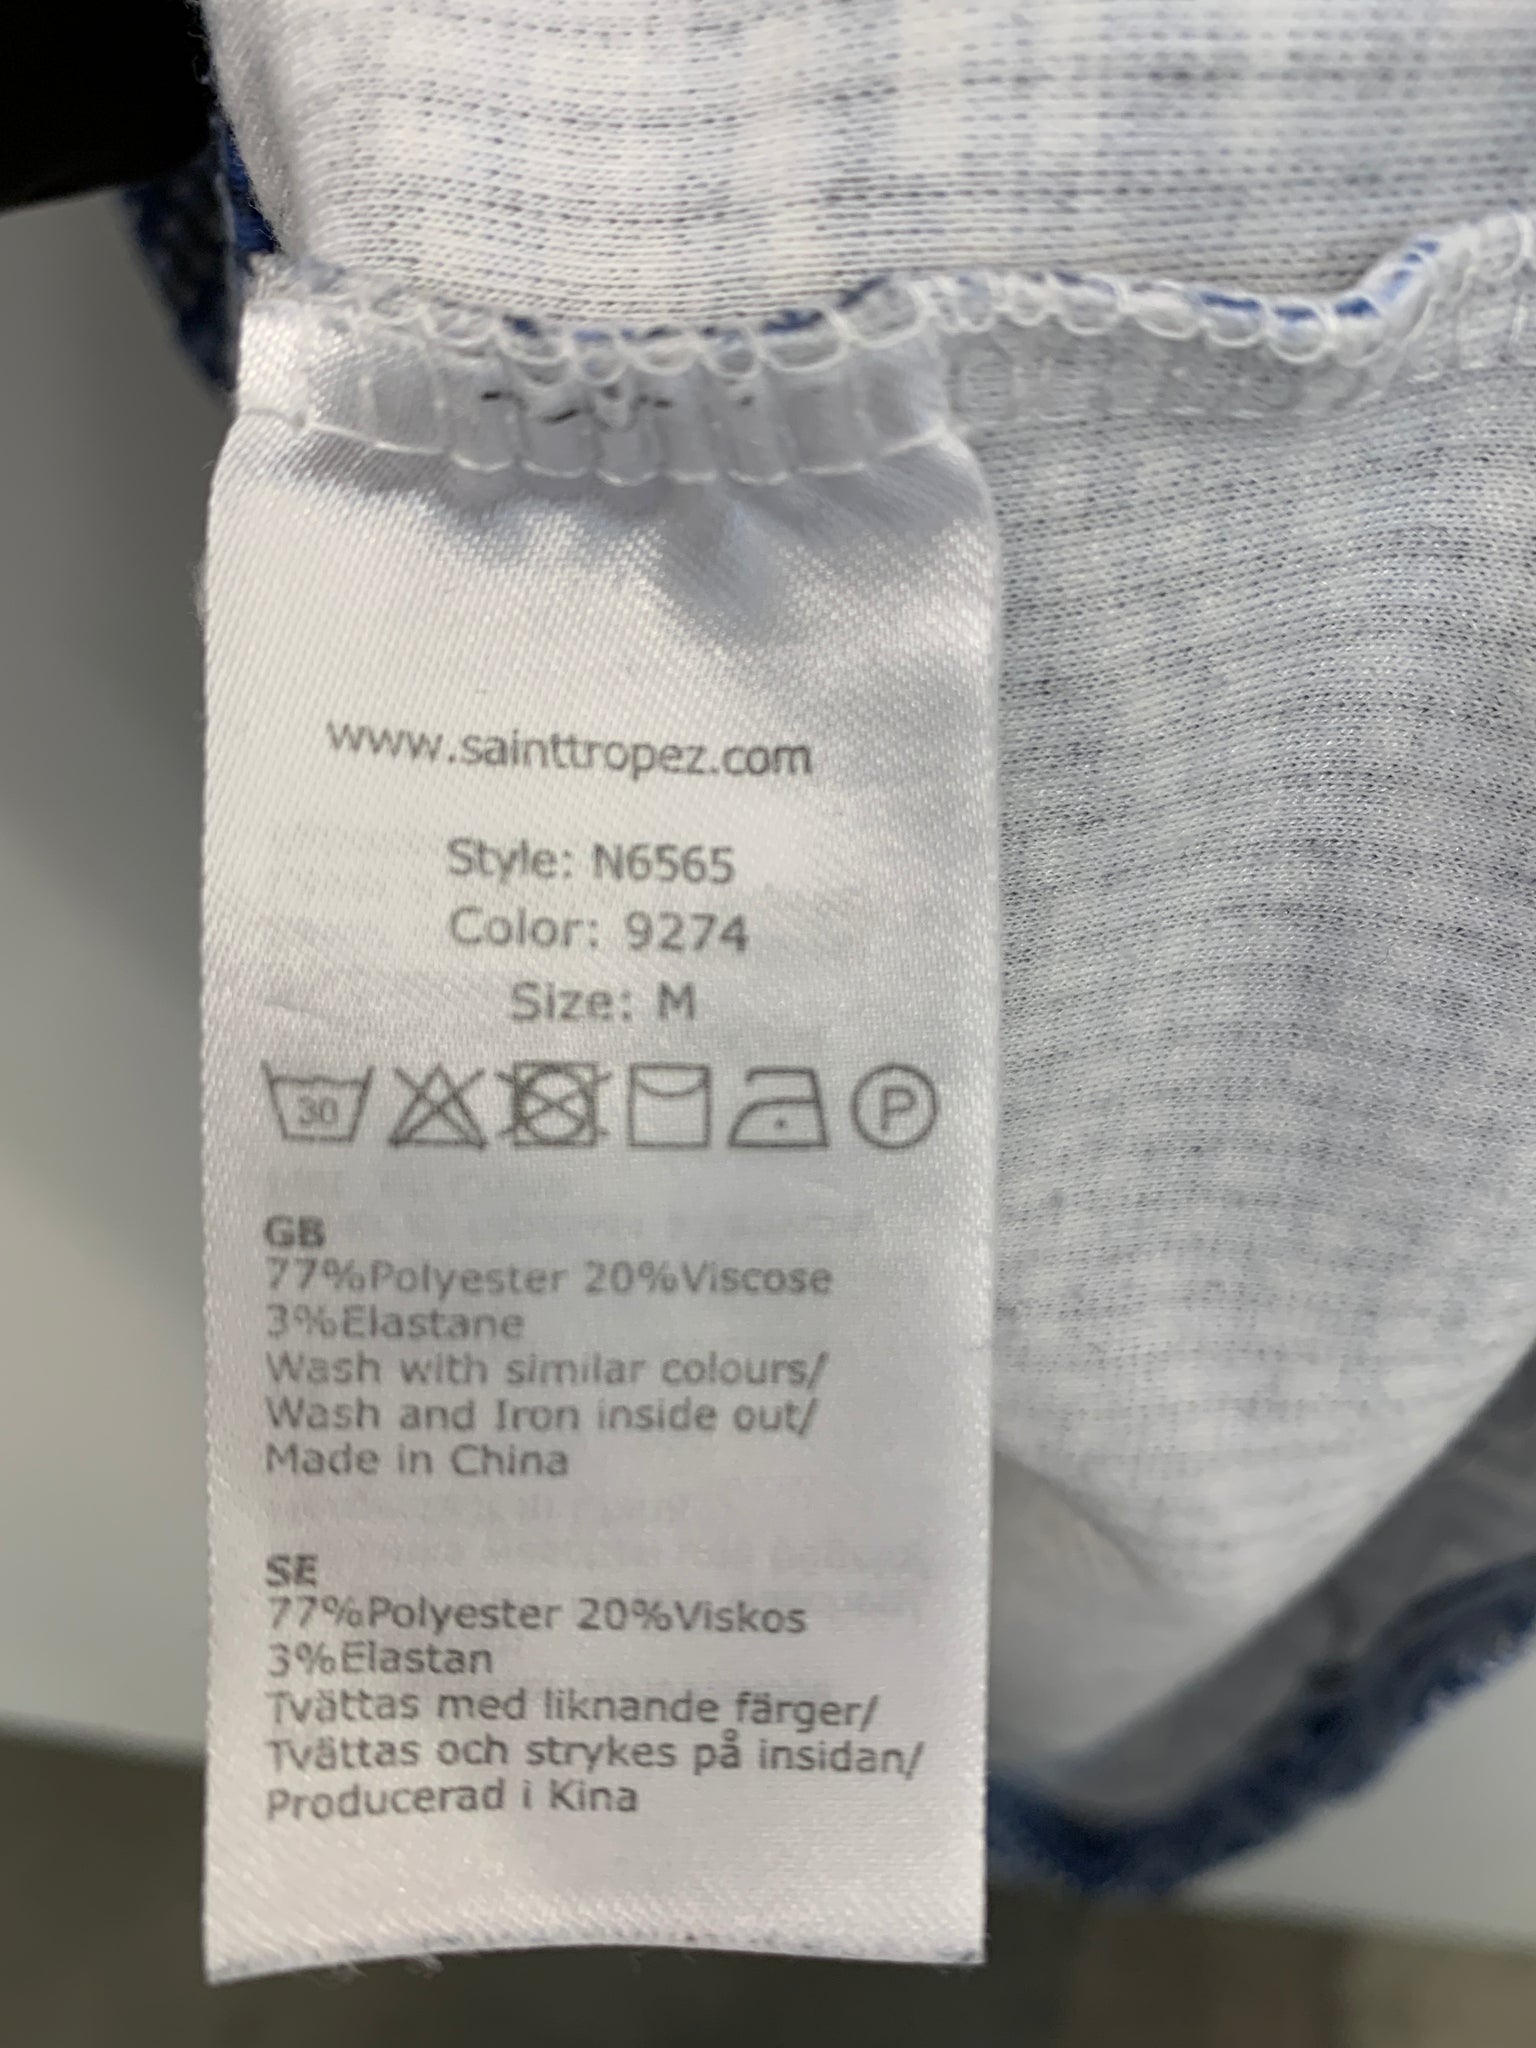 www.sainttropez.com
Style: N6565
Color: 9274
Size: M
30 P
GB
77%Polyester 20%Viscose
3%Elastane
Wash with similar colours/
Wash and Iron inside out/
Made in China
SE
77%Polyester 20%Viskos
3%Elastan
Tvättas med liknande färger/
Tvättas och strykes på insidan/
Producerad i Kina